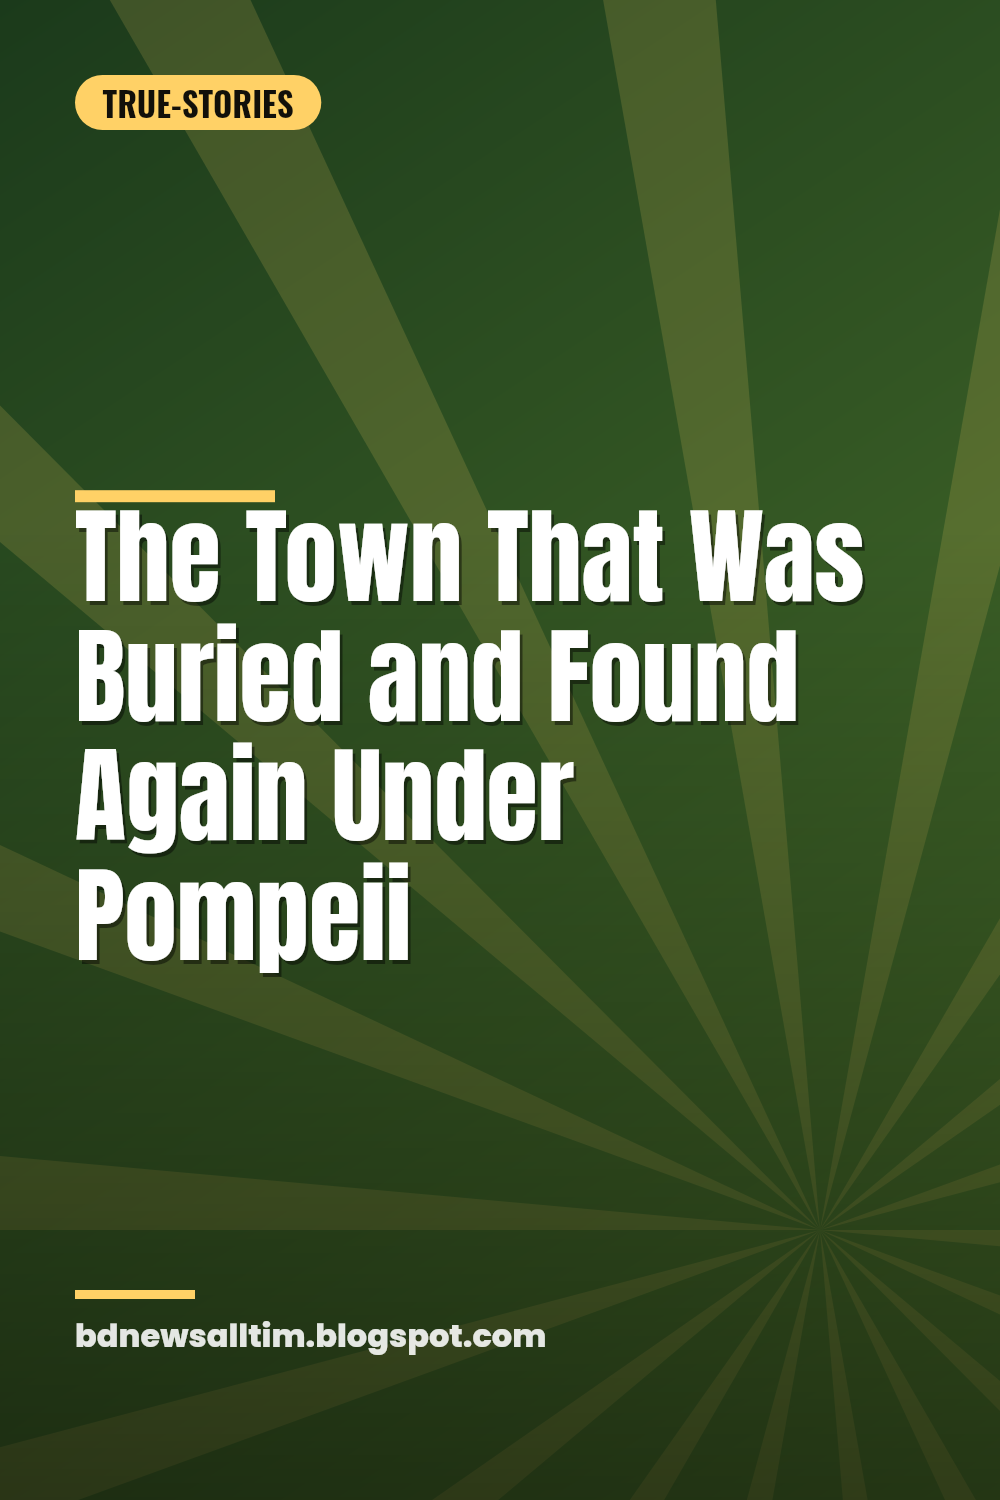 TRUE-STORIES
The Town That Was
Buried and Found
Again Under
Pompeii
bdnewsalltim.blogspot.com